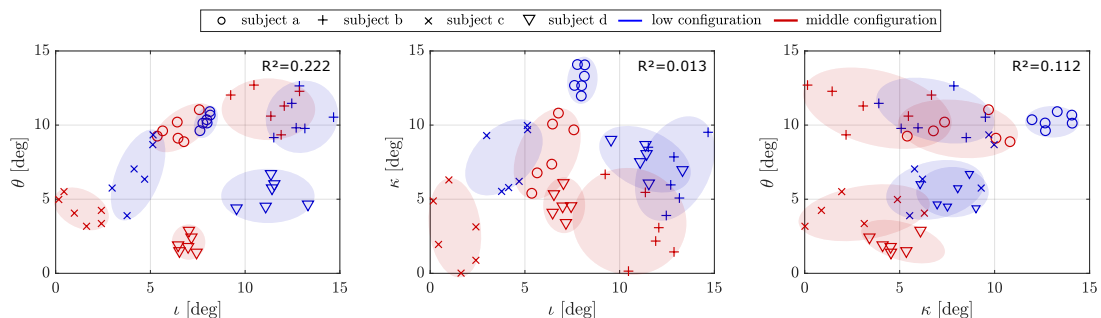 subject a subject b subject c subject d low configuration middle configuration
R²=0.222
15
10
5
0
θ [deg]
0 5 10 15
ι [deg]
R²=0.013
15
10
5
0
κ [deg]
0 5 10 15
ι [deg]
R²=0.112
15
10
5
0
θ [deg]
0 5 10 15
κ [deg]